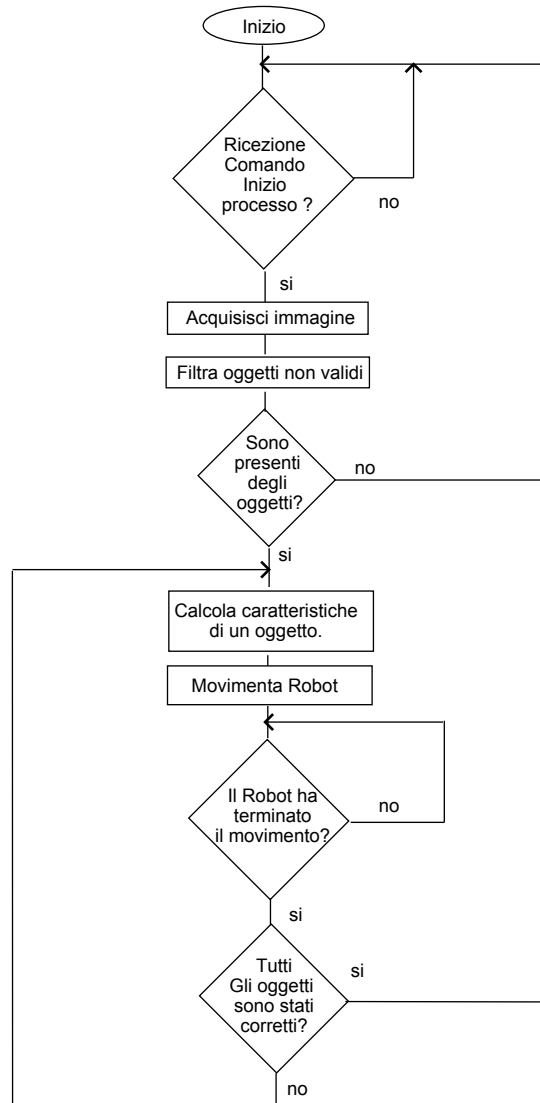 Inizio
Ricezione
Comando
Inizio
processo ?
no
si
Acquisisci immagine
Filtra oggetti non validi
Sono
presenti
degli
oggetti?
no
si
Calcola caratteristiche
di un oggetto.
Movimenta Robot
Il Robot ha
terminato
il movimento?
no
si
Tutti
Gli oggetti
sono stati
corretti?
si
no